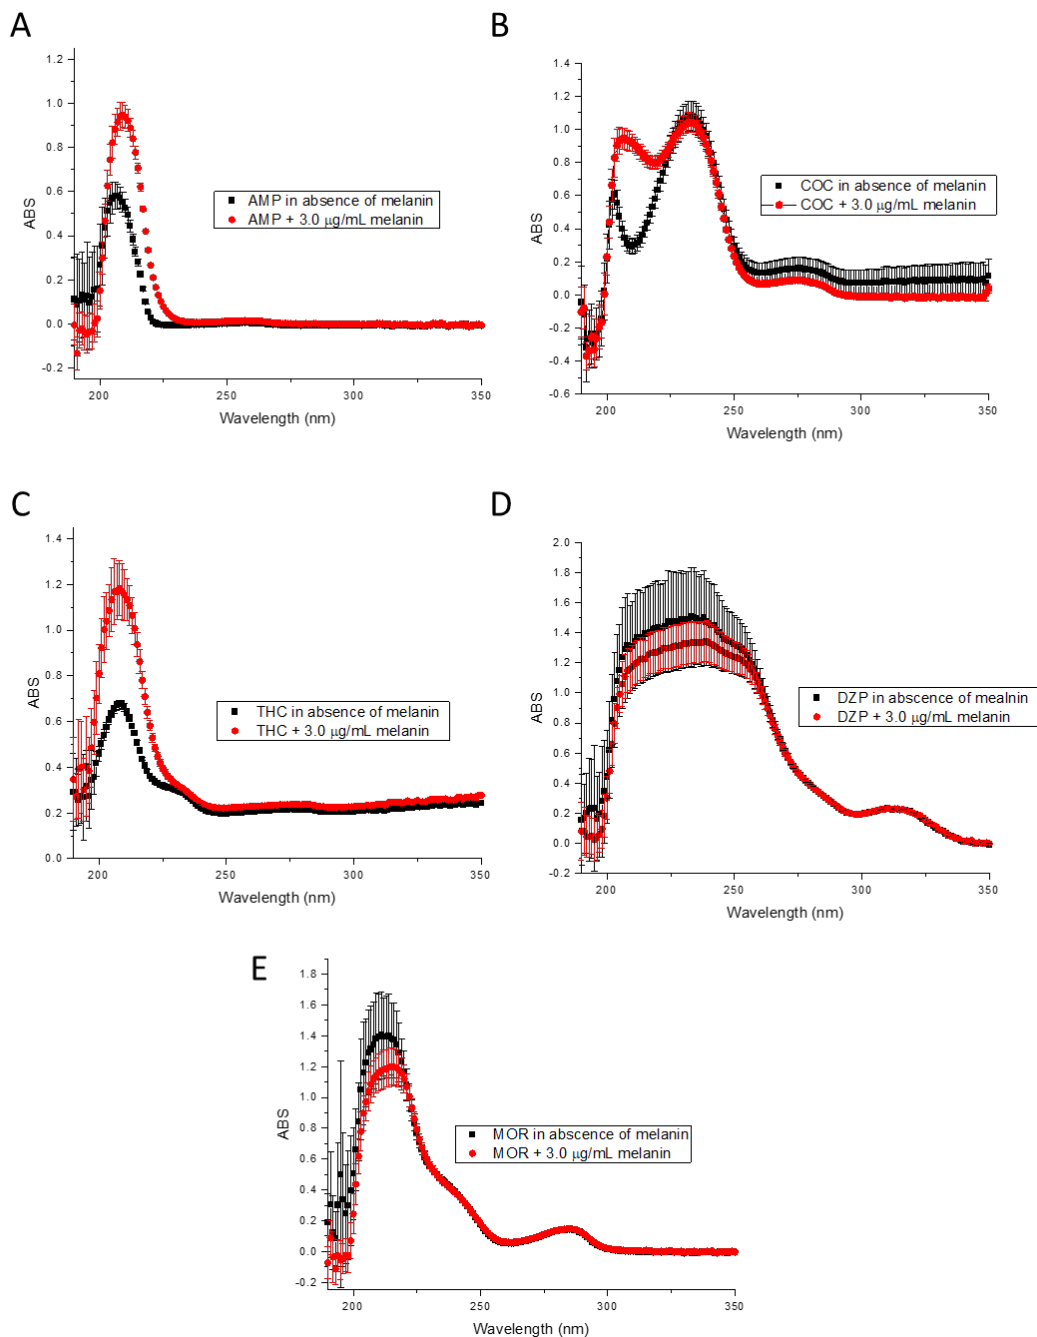 A
1.2
1.0
0.8
0.6
0.4
0.2
0.0
-0.2
ABS
200
250
300
350
Wavelength (nm)
AMP in absence of melanin
AMP + 3.0 μg/mL melanin
B
1.4
1.2
1.0
0.8
0.6
0.4
0.2
0.0
-0.2
-0.4
-0.6
ABS
200
250
300
350
Wavelength (nm)
COC in absence of melanin
COC + 3.0 μg/mL melanin
C
1.4
1.2
1.0
0.8
0.6
0.4
0.2
0.0
ABS
200
250
300
350
Wavelength (nm)
THC in absence of melanin
THC + 3.0 μg/mL melanin
D
2.0
1.8
1.6
1.4
1.2
1.0
0.8
0.6
0.4
0.2
0.0
-0.2
ABS
200
250
300
350
Wavelength (nm)
DZP in abscence of mealnin
DZP + 3.0 μg/mL melanin
E
1.8
1.6
1.4
1.2
1.0
0.8
0.6
0.4
0.2
0.0
-0.2
ABS
200
250
300
350
Wavelength (nm)
MOR in abscence of melanin
MOR + 3.0 μg/mL melanin